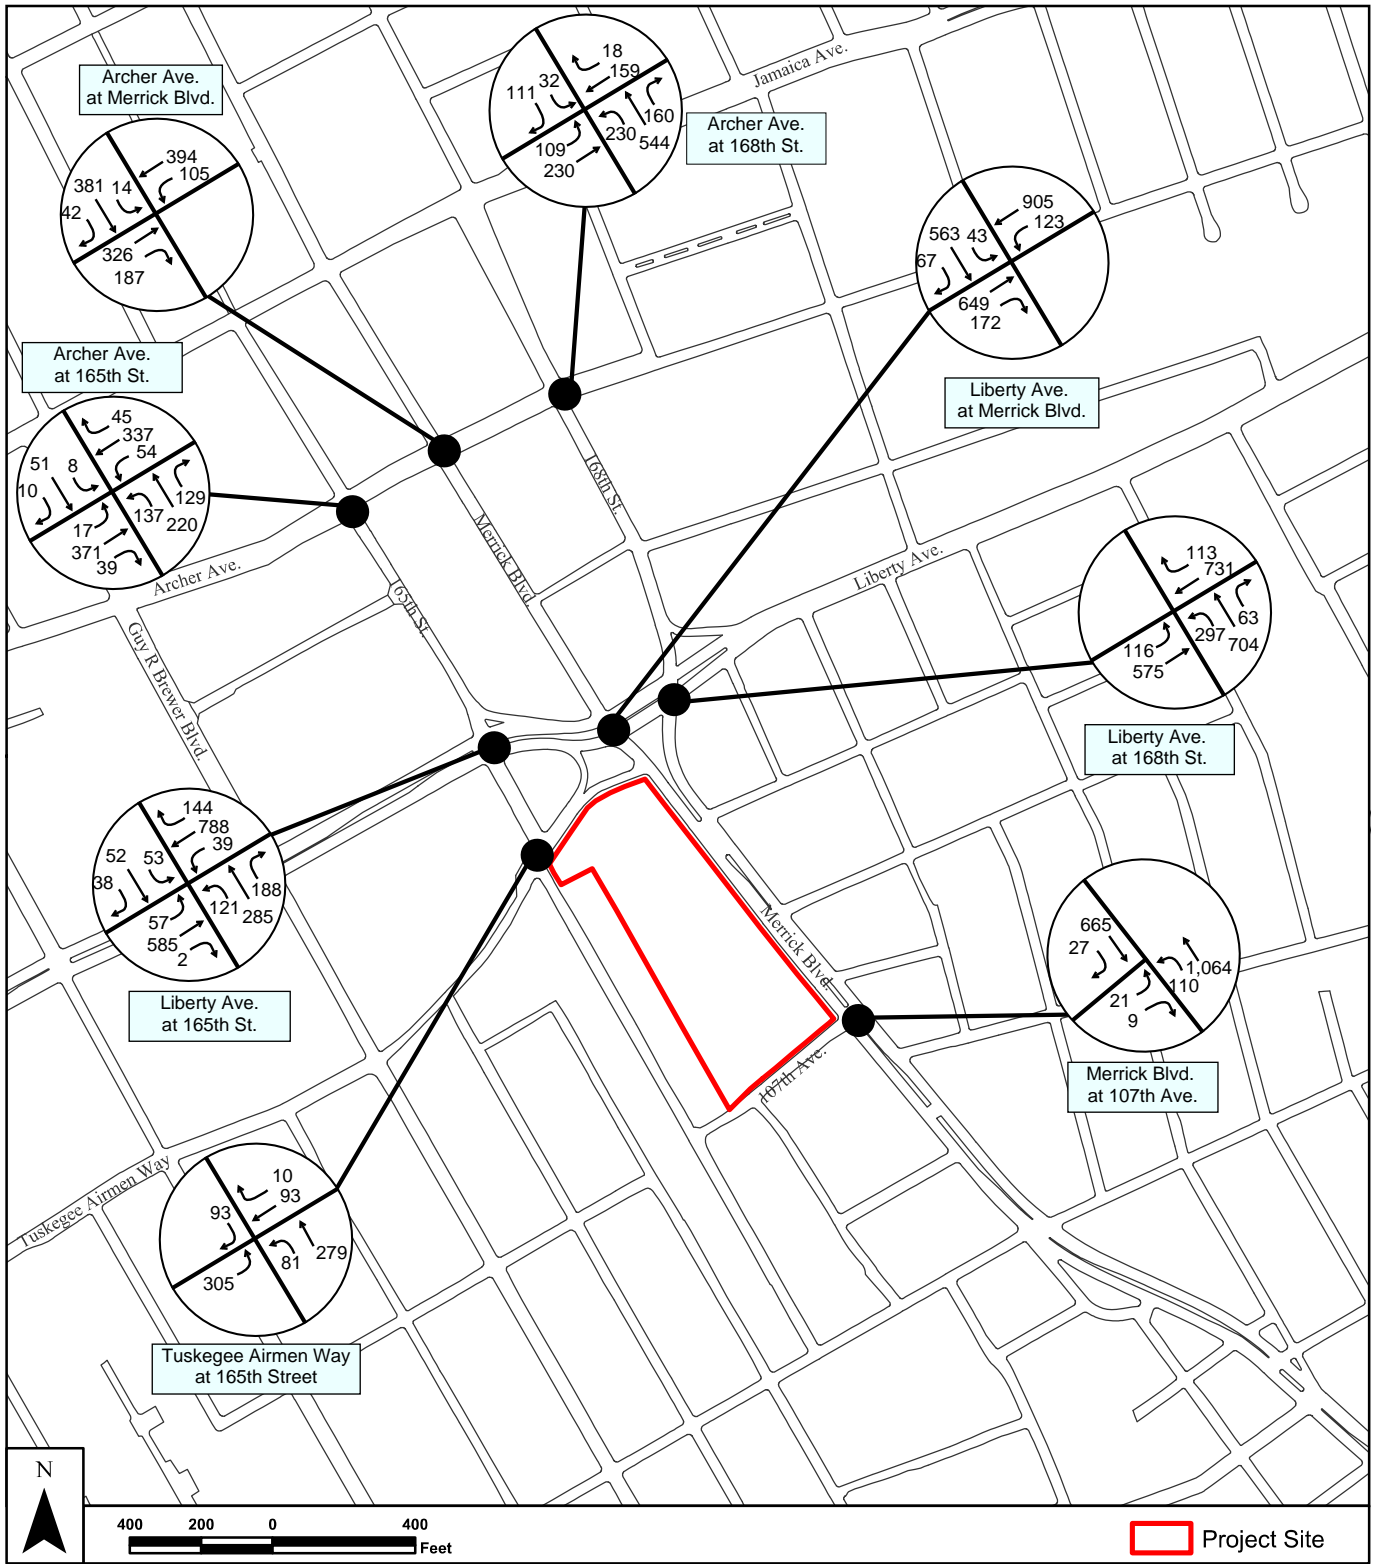 Archer Ave.
at Merrick Blvd.
394
105
381
14
42
326
187
18
159
111
32
160
230
544
109
230
Archer Ave.
at 168th St.
Jamaica Ave.
905
123
563
43
67
649
172
Liberty Ave.
at Merrick Blvd.
Archer Ave.
at 165th St.
45
337
54
51
8
10
129
137
220
17
371
39
Archer Ave.
168th St.
Merrick Blvd.
65th St.
Guy R Brewer Blvd.
Liberty Ave.
113
731
63
297
704
116
575
Liberty Ave.
at 168th St.
144
788
39
52
53
38
188
121
285
57
585
2
Liberty Ave.
at 165th St.
Merrick Blvd.
107th Ave.
665
27
1,064
110
21
9
Merrick Blvd.
at 107th Ave.
Tuskegee Airmen Way
10
93
93
279
81
305
Tuskegee Airmen Way
at 165th Street
N
400 200 0 400
Feet
Project Site